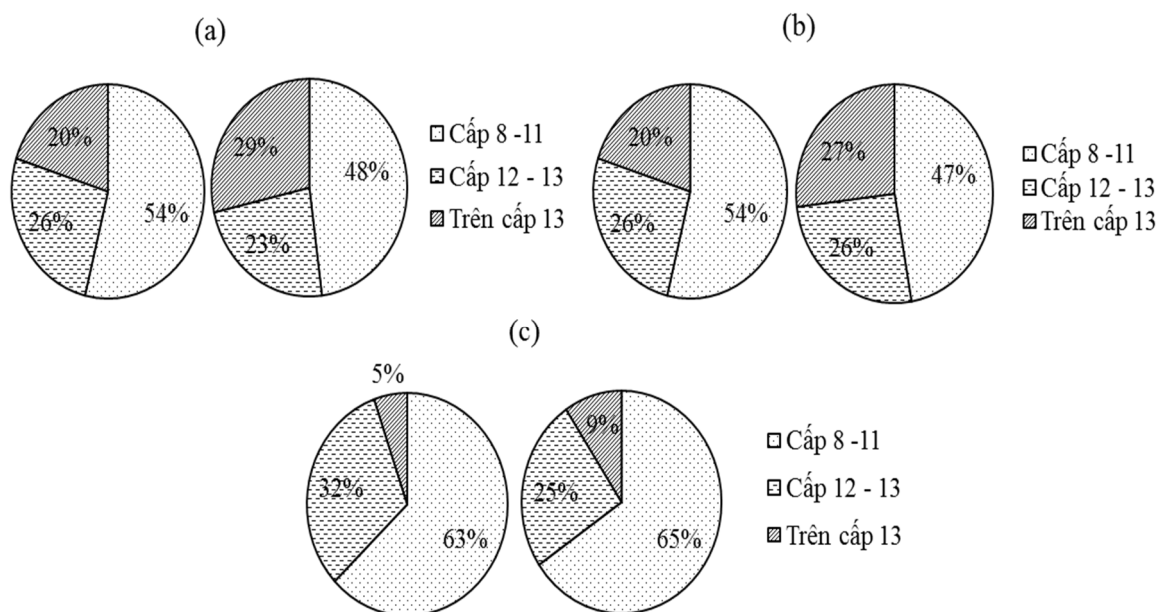 (a)
20%
26%
54%
29%
23%
48%
Cấp 8 -11
Cấp 12 - 13
Trên cấp 13
(b)
20%
26%
54%
27%
26%
47%
Cấp 8 -11
Cấp 12 - 13
Trên cấp 13
(c)
5%
32%
63%
9%
25%
65%
Cấp 8 -11
Cấp 12 - 13
Trên cấp 13